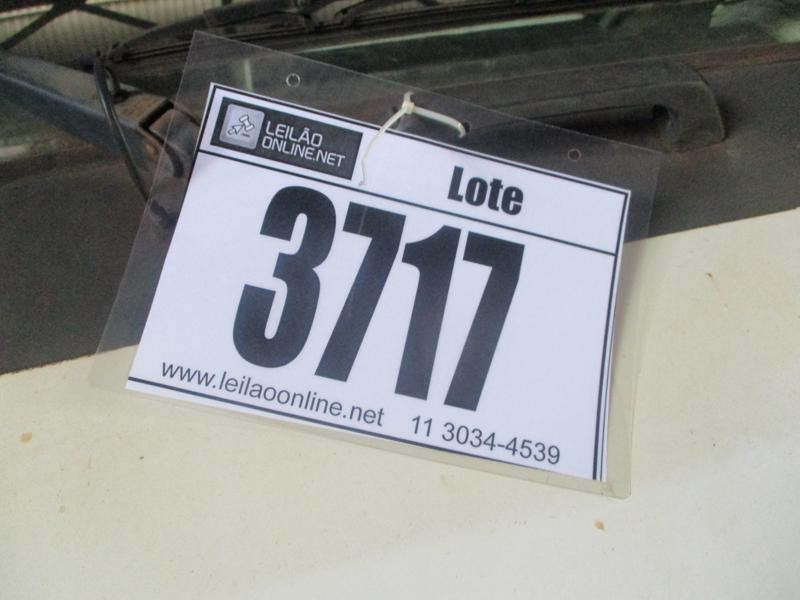 LEILÃO
ONLINE.NET
Lote
3717
www.leilaoonline.net 11 3034-4539